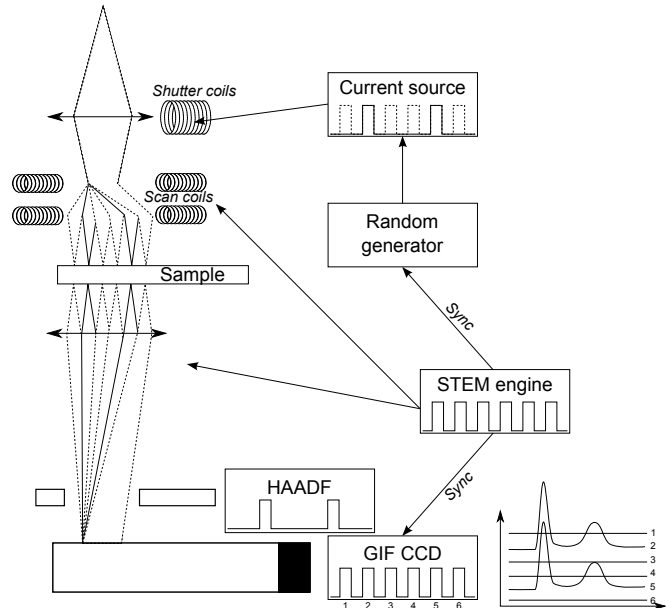 Shutter coils
Current source
Scan coils
Random
generator
Sample
Sync
STEM engine
Sync
HAADF
GIF CCD
1 2 3 4 5 6
1
2
3
4
5
6